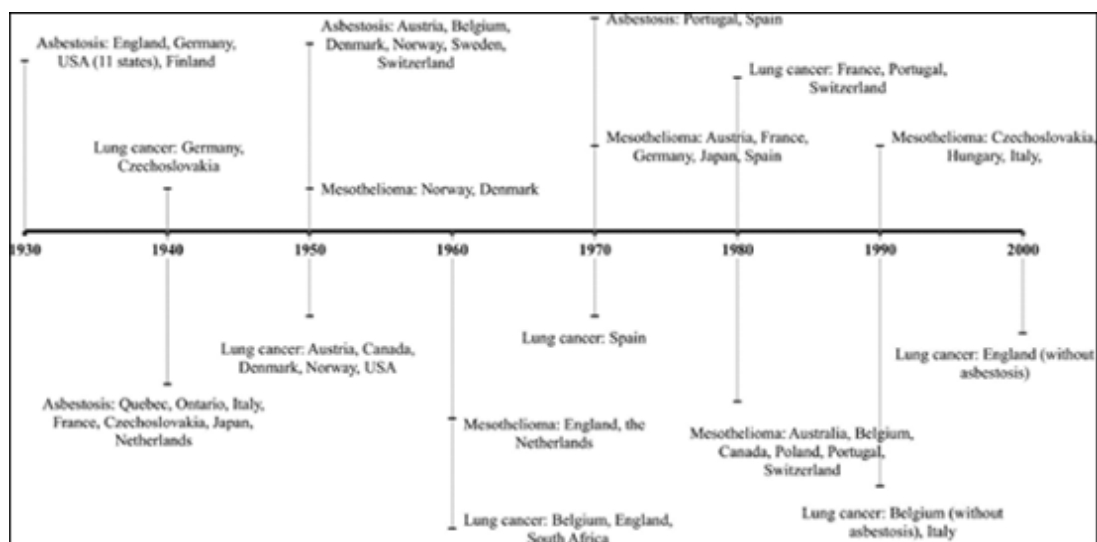 Asbestosis: England, Germany,
USA (11 states), Finland
Lung cancer: Germany,
Czechoslovakia
Asbestosis: Austria, Belgium,
Denmark, Norway, Sweden,
Switzerland
Mesothelioma: Norway, Denmark
Asbestosis: Portugal, Spain
Mesothelioma: Austria, France,
Germany, Japan, Spain
Lung cancer: France, Portugal,
Switzerland
Mesothelioma: Czechoslovakia,
Hungary, Italy,
1930 1940 1950 1960 1970 1980 1990 2000
Asbestosis: Quebec, Ontario, Italy,
France, Czechoslovakia, Japan,
Netherlands
Lung cancer: Austria, Canada,
Denmark, Norway, USA
Mesothelioma: England, the
Netherlands
Lung cancer: Belgium, England,
South Africa
Lung cancer: Spain
Mesothelioma: Australia, Belgium,
Canada, Poland, Portugal,
Switzerland
Lung cancer: Belgium (without
asbestosis), Italy
Lung cancer: England (without
asbestosis)